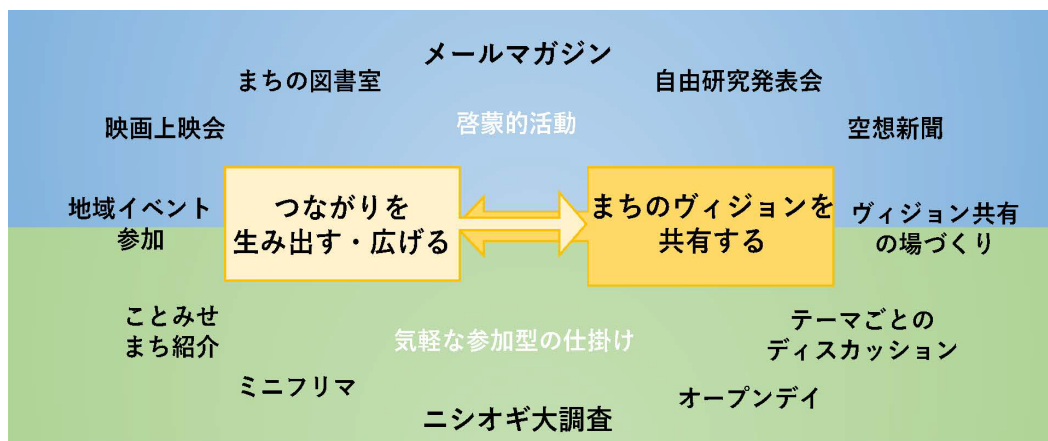 メールマガジン
まちの図書室
自由研究発表会
映画上映会
啓蒙的活動
空想新聞
地域イベント
参加
つながりを
生み出す・広げる
まちのヴィジョンを
共有する
ヴィジョン共有
の場づくり
ことみせ
まち紹介
気軽な参加型の仕掛け
テーマごとの
ディスカッション
ミニフリマ
オープンデイ
ニシオギ大調査